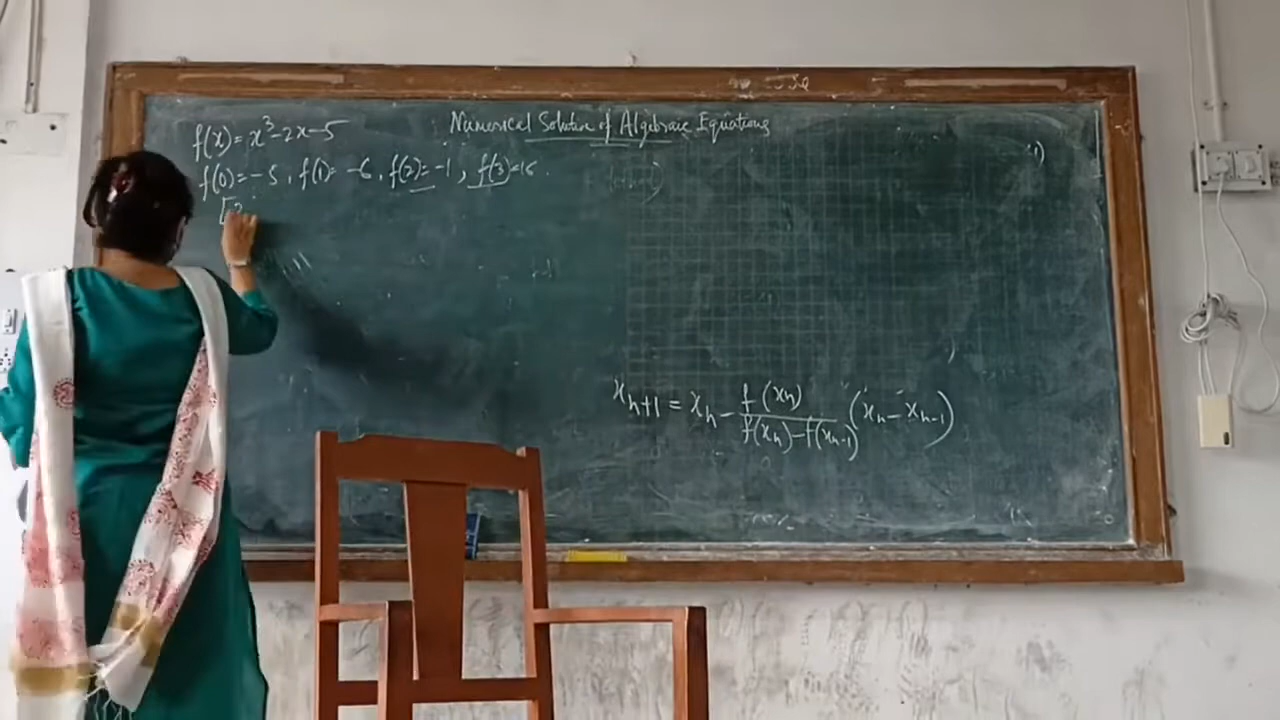 Numerical Solution of Algebraic Equations
f(x) = x³-2x-5
f(0) = -5, f(1) = -6, f(2) = -1, f(3) = 16.
[2
xₙ₊₁ = xₙ - f(xₙ)/(f(xₙ)-f(xₙ₋₁)) (xₙ - xₙ₋₁)